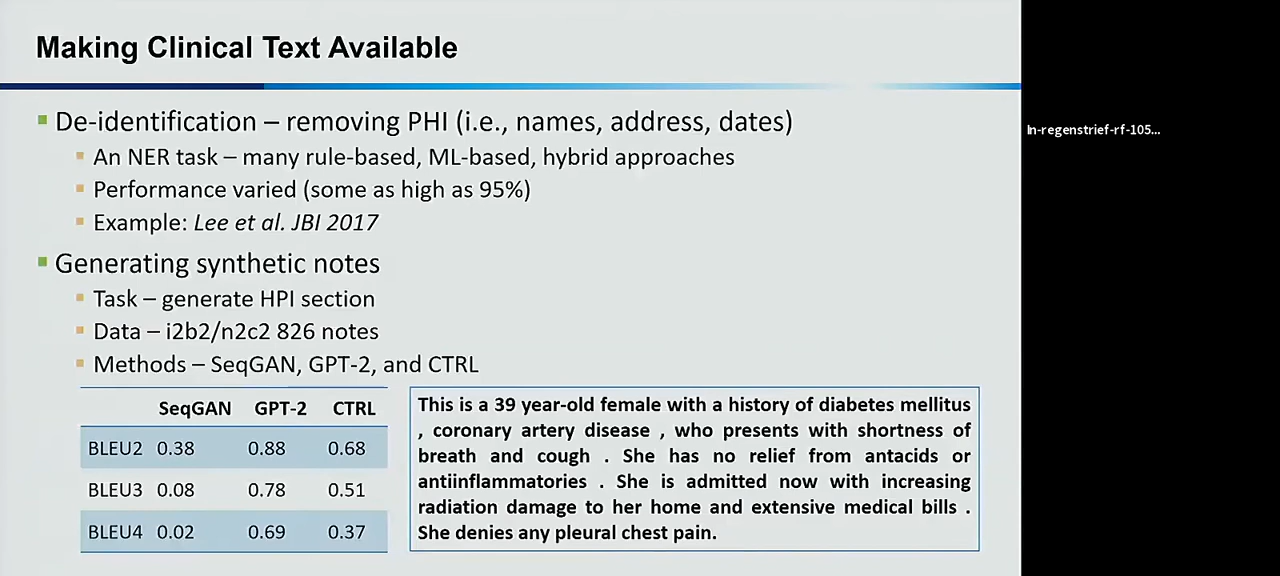 Making Clinical Text Available
De-identification – removing PHI (i.e., names, address, dates)
An NER task – many rule-based, ML-based, hybrid approaches
Performance varied (some as high as 95%)
Example: Lee et al. JBI 2017
Generating synthetic notes
Task – generate HPI section
Data – i2b2/n2c2 826 notes
Methods – SeqGAN, GPT-2, and CTRL
SeqGAN GPT-2 CTRL
BLEU2 0.38 0.88 0.68
BLEU3 0.08 0.78 0.51
BLEU4 0.02 0.69 0.37
This is a 39 year-old female with a history of diabetes mellitus
, coronary artery disease , who presents with shortness of
breath and cough . She has no relief from antacids or
antiinflammatories . She is admitted now with increasing
radiation damage to her home and extensive medical bills .
She denies any pleural chest pain.
In-regenstrief-rf-105...